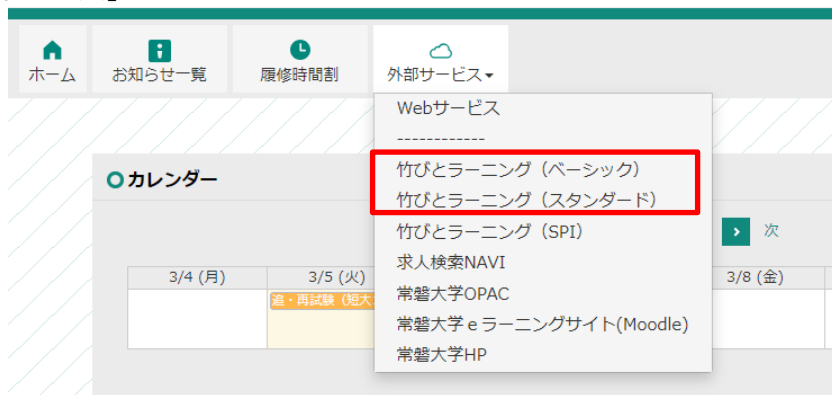 ホーム
お知らせ一覧
履修時間割
外部サービス▾
Webサービス
------------
竹びとラーニング（ベーシック）
竹びとラーニング（スタンダード）
竹びとラーニング（SPI）
求人検索NAVI
常磐大学OPAC
常磐大学ｅラーニングサイト(Moodle)
常磐大学HP
カレンダー
次
3/4 (月)
3/5 (火)
3/8 (金)
追・再試験（短大